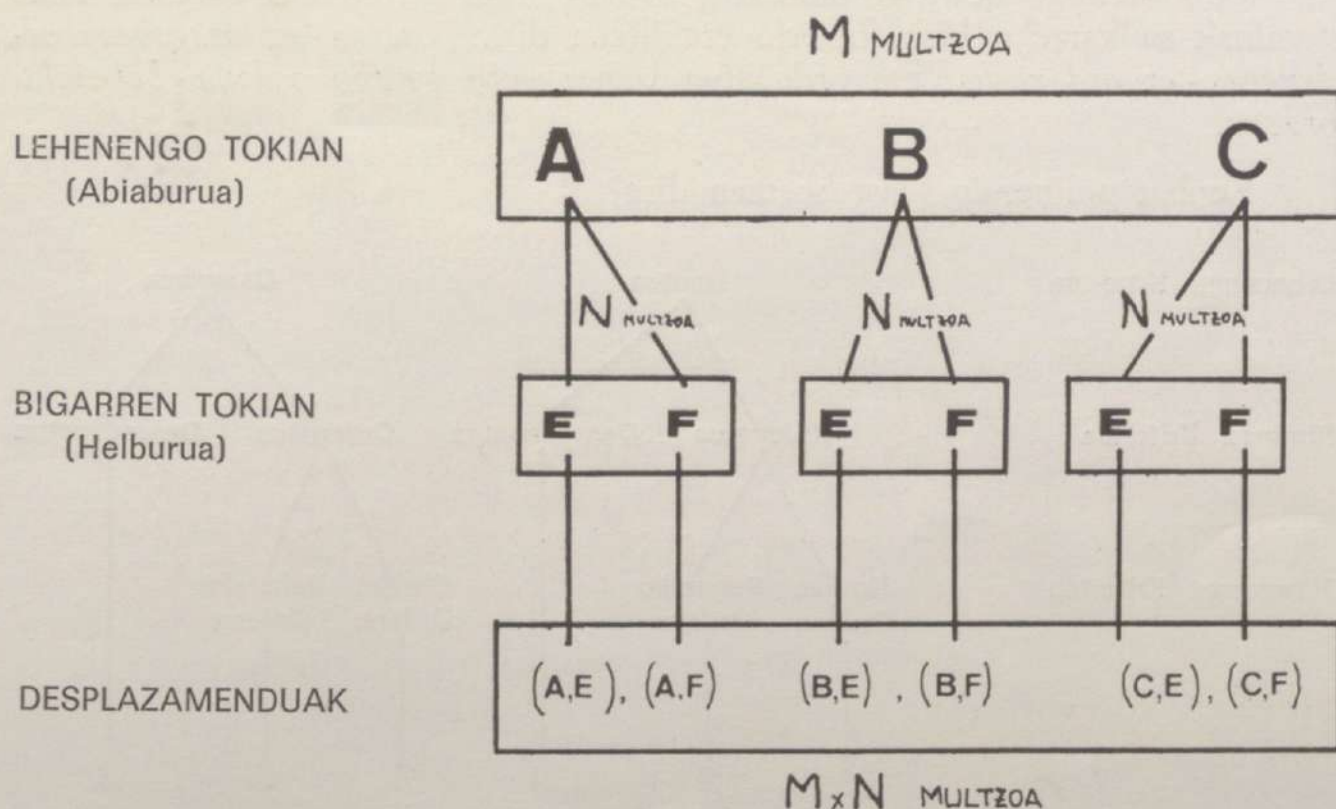 M MULTZOA
LEHENENGO TOKIAN
(Abiaburua)
A B C
N MULTZOA N MULTZOA N MULTZOA
BIGARREN TOKIAN
(Helburua)
E F E F E F
DESPLAZAMENDUAK
(A,E), (A,F) (B,E) , (B,F) (C,E), (C,F)
M x N MULTZOA